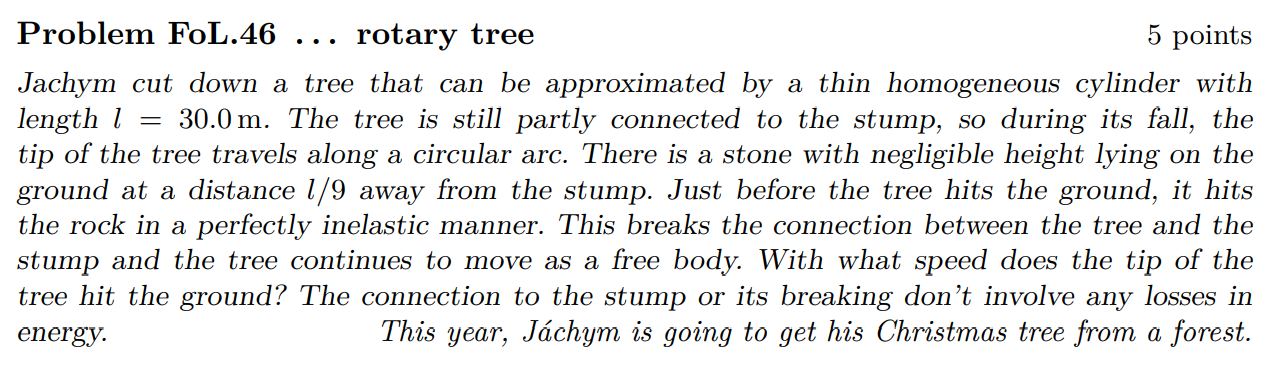 Problem FoL.46 ... rotary tree 5 points
Jachym cut down a tree that can be approximated by a thin homogeneous cylinder with
length l = 30.0 m. The tree is still partly connected to the stump, so during its fall, the
tip of the tree travels along a circular arc. There is a stone with negligible height lying on the
ground at a distance l/9 away from the stump. Just before the tree hits the ground, it hits
the rock in a perfectly inelastic manner. This breaks the connection between the tree and the
stump and the tree continues to move as a free body. With what speed does the tip of the
tree hit the ground? The connection to the stump or its breaking don't involve any losses in
energy. This year, Jáchym is going to get his Christmas tree from a forest.